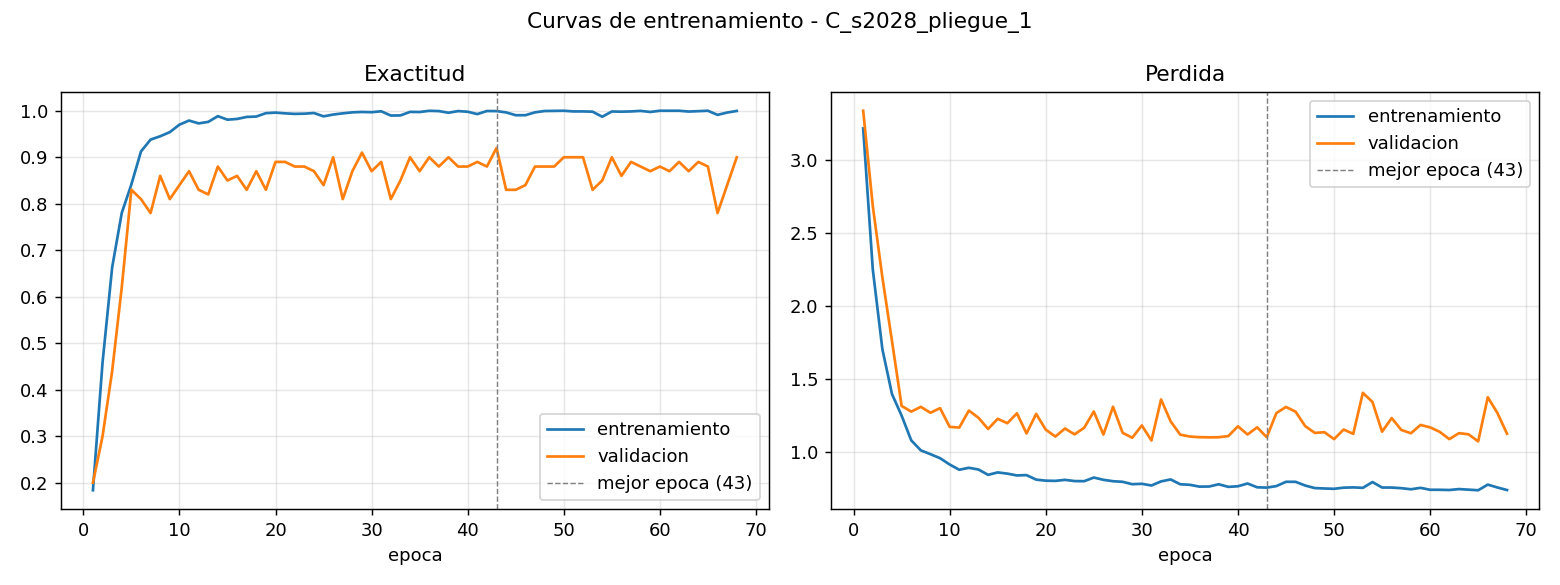 Curvas de entrenamiento - C_s2028_pliegue_1
Exactitud
1.0
0.9
0.8
0.7
0.6
0.5
0.4
0.3
0.2
0 10 20 30 40 50 60 70
epoca
entrenamiento
validacion
mejor epoca (43)
Perdida
3.0
2.5
2.0
1.5
1.0
0 10 20 30 40 50 60 70
epoca
entrenamiento
validacion
mejor epoca (43)